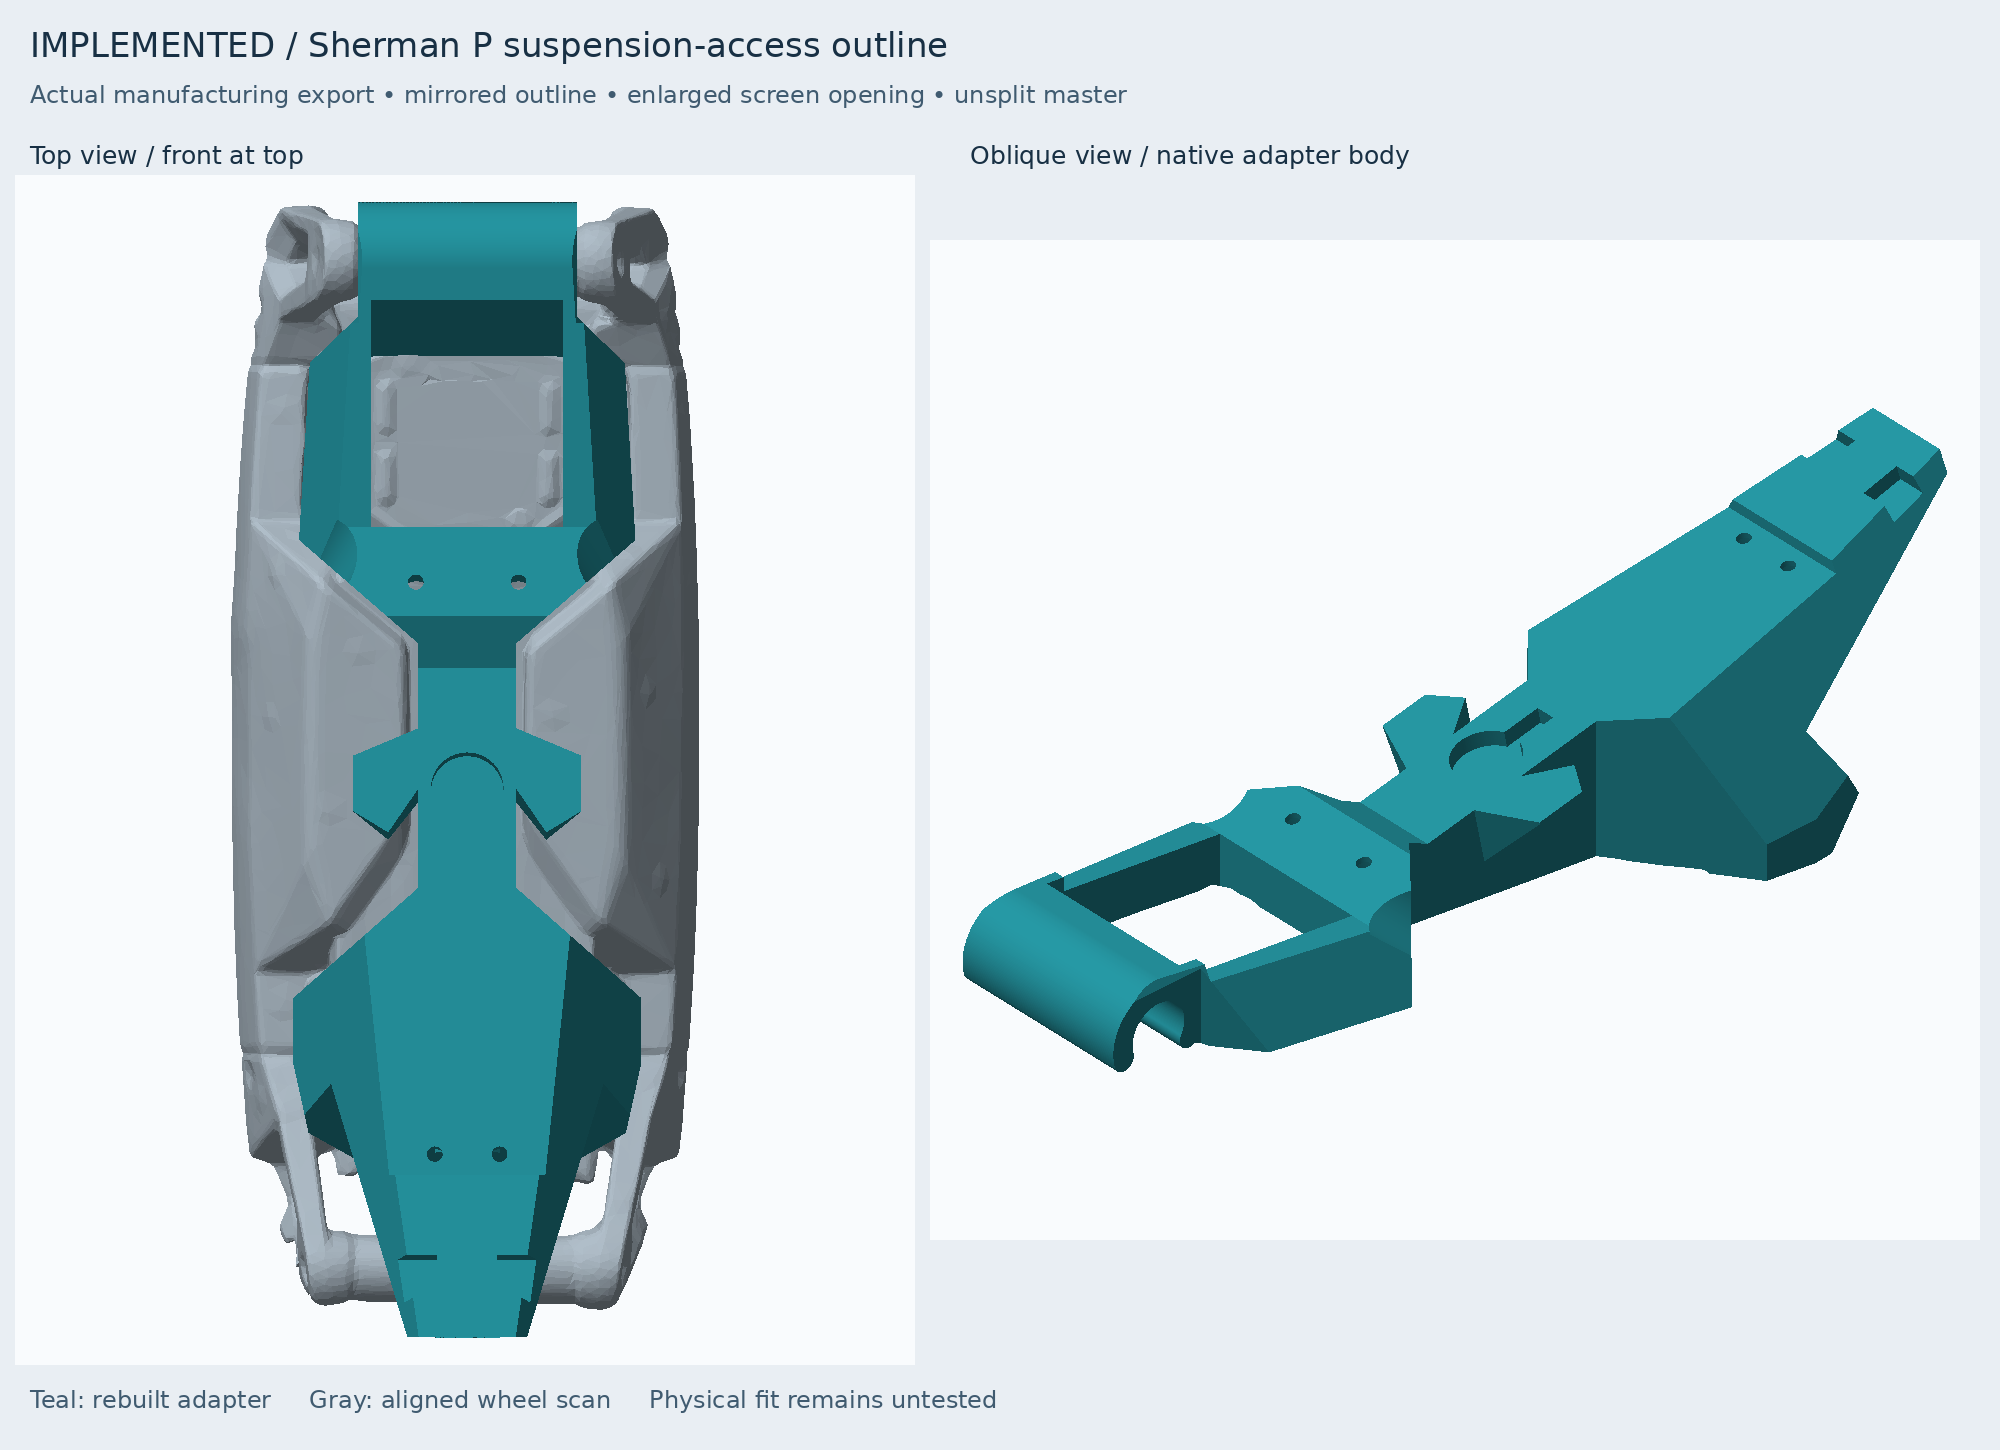 IMPLEMENTED / Sherman P suspension-access outline
Actual manufacturing export • mirrored outline • enlarged screen opening • unsplit master
Top view / front at top
Oblique view / native adapter body
Teal: rebuilt adapter Gray: aligned wheel scan Physical fit remains untested